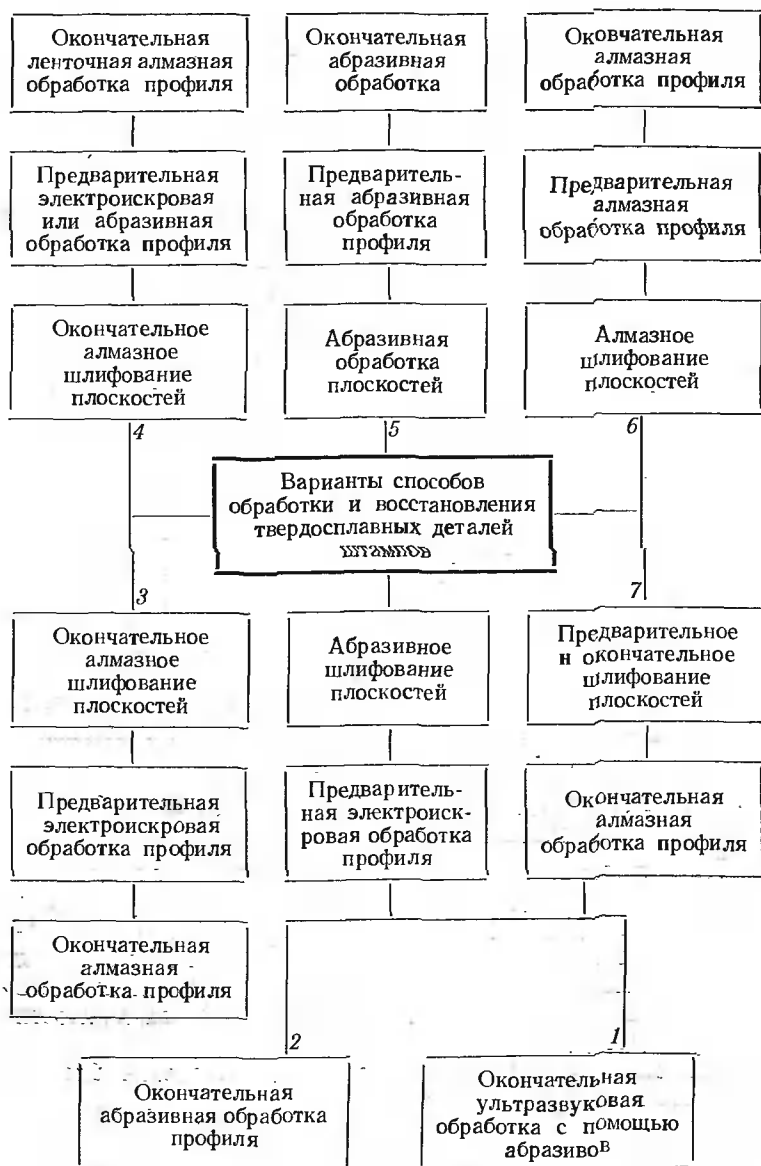 Окончательная
ленточная алмазная
обработка профиля
Окончательная
абразивная
обработка
Оковчательная
алмазная
обработка профиля
Предварительная
электроискровая
или абразивная
обработка профиля
Предваритель-
ная абразивная
обработка
профиля
Предварительная
алмазная
обработка профиля
Окончательное
алмазное
шлифование
плоскостей
Абразивная
обработка
плоскостей
Алмазное
шлифование
плоскостей
4
5
6
Варианты способов
обработки и восстановления
твердосплавных деталей
штампов
3
7
Окончательное
алмазное
шлифование
плоскостей
Абразивное
шлифование
плоскостей
Предварительное
н окончательное
шлифование
плоскостей
Предварительная
электроискровая
обработка профиля
Предваритель-
ная электроиск-
ровая обработка
профиля
Окончательная
алмазная
обработка профиля
Окончательная
алмазная
обработка профиля
2
1
Окончательная
абразивная обработка
профиля
Окончательная
ультразвуковая
обработка с помощью
абразивов